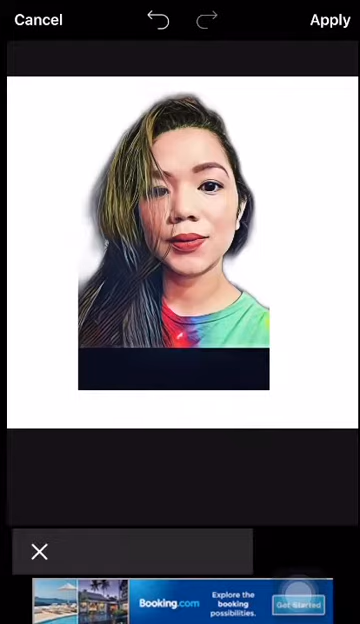 Cancel
Apply
Booking.com
Explore the
booking
possibilities.
Get Started